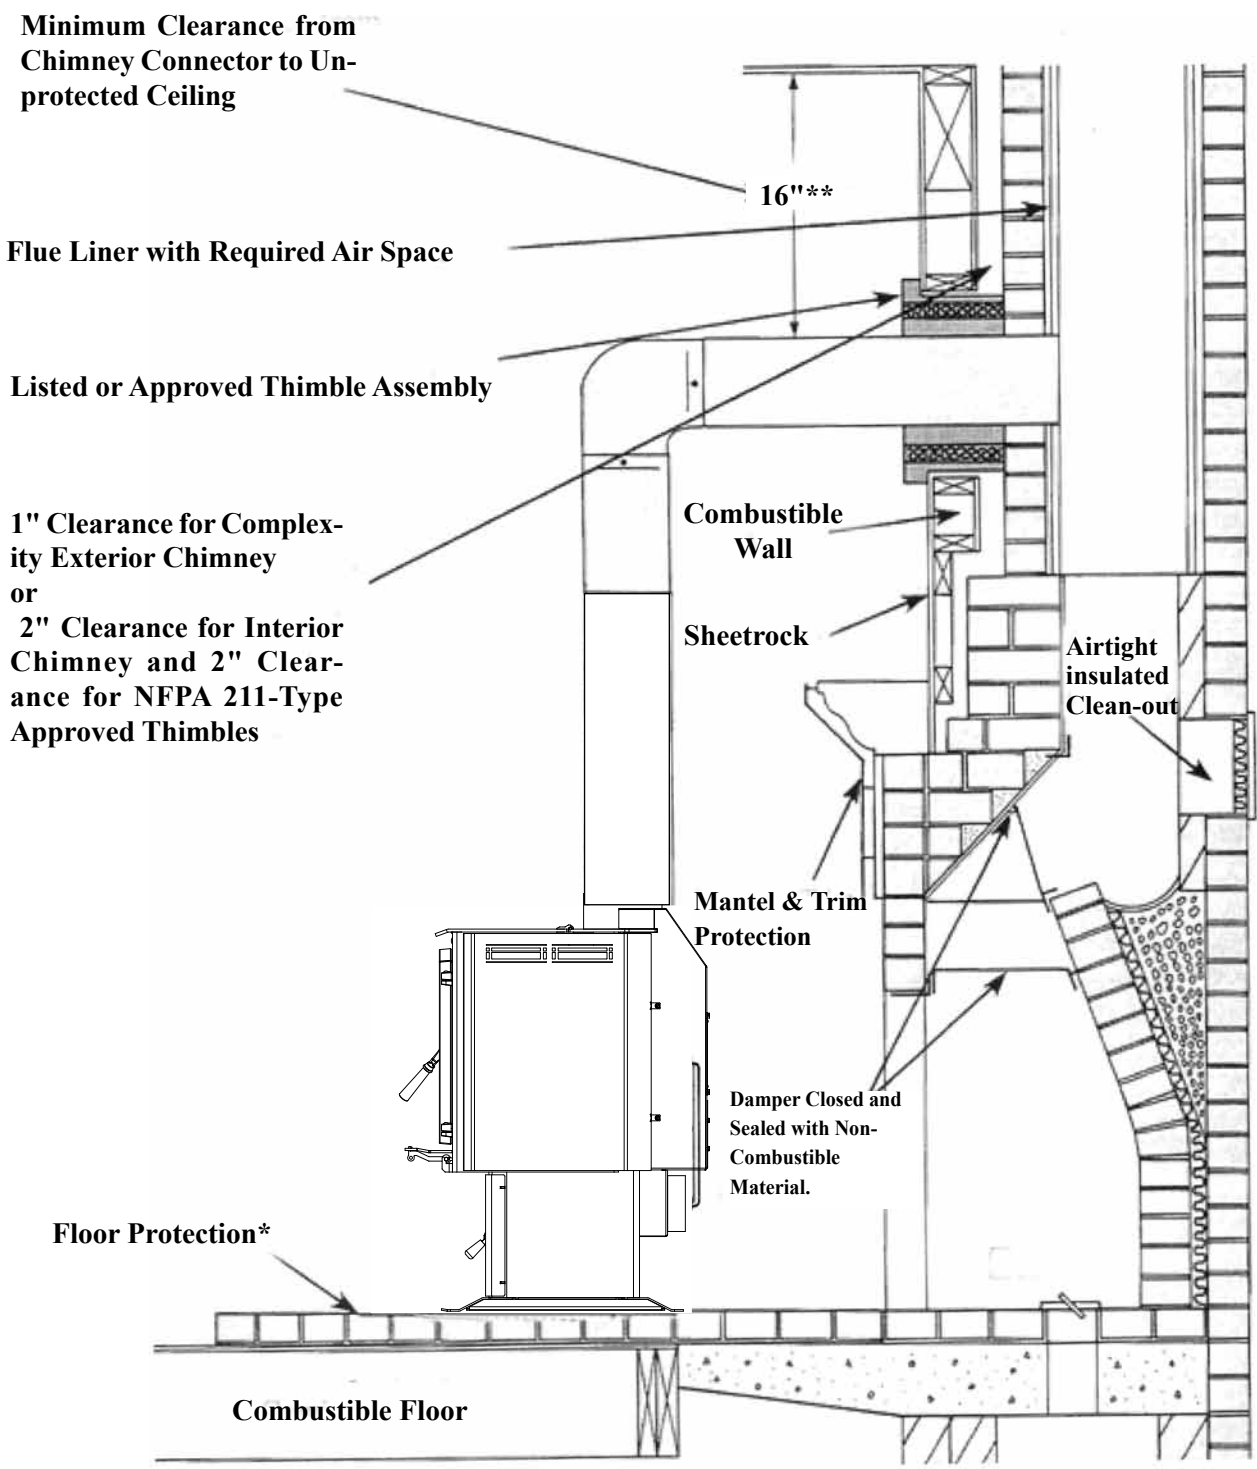 Minimum Clearance from
Chimney Connector to Un-
protected Ceiling
16"**
Flue Liner with Required Air Space
Listed or Approved Thimble Assembly
1" Clearance for Complex-
ity Exterior Chimney
or
2" Clearance for Interior
Chimney and 2" Clear-
ance for NFPA 211-Type
Approved Thimbles
Combustible
Wall
Sheetrock
Airtight
insulated
Clean-out
Mantel & Trim
Protection
Damper Closed and
Sealed with Non-
Combustible
Material.
Floor Protection*
Combustible Floor